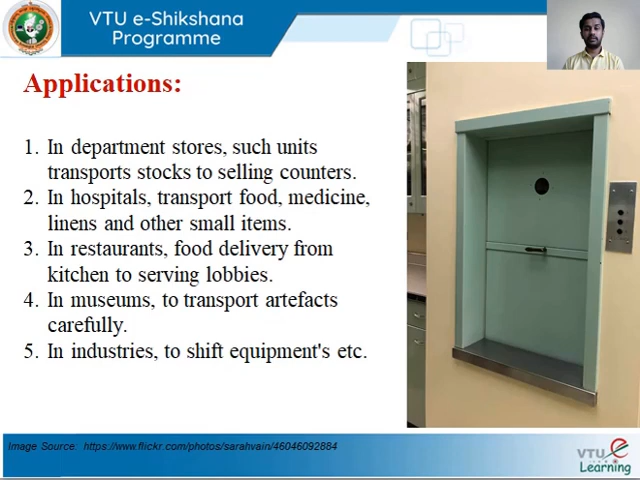 VTU e-Shikshana
Programme
Applications:
1. In department stores, such units
transports stocks to selling counters.
2. In hospitals, transport food, medicine,
linens and other small items.
3. In restaurants, food delivery from
kitchen to serving lobbies.
4. In museums, to transport artefacts
carefully.
5. In industries, to shift equipment's etc.
Image Source: https://www.flickr.com/photos/sarahvain/46046092884
VTU e
Learning